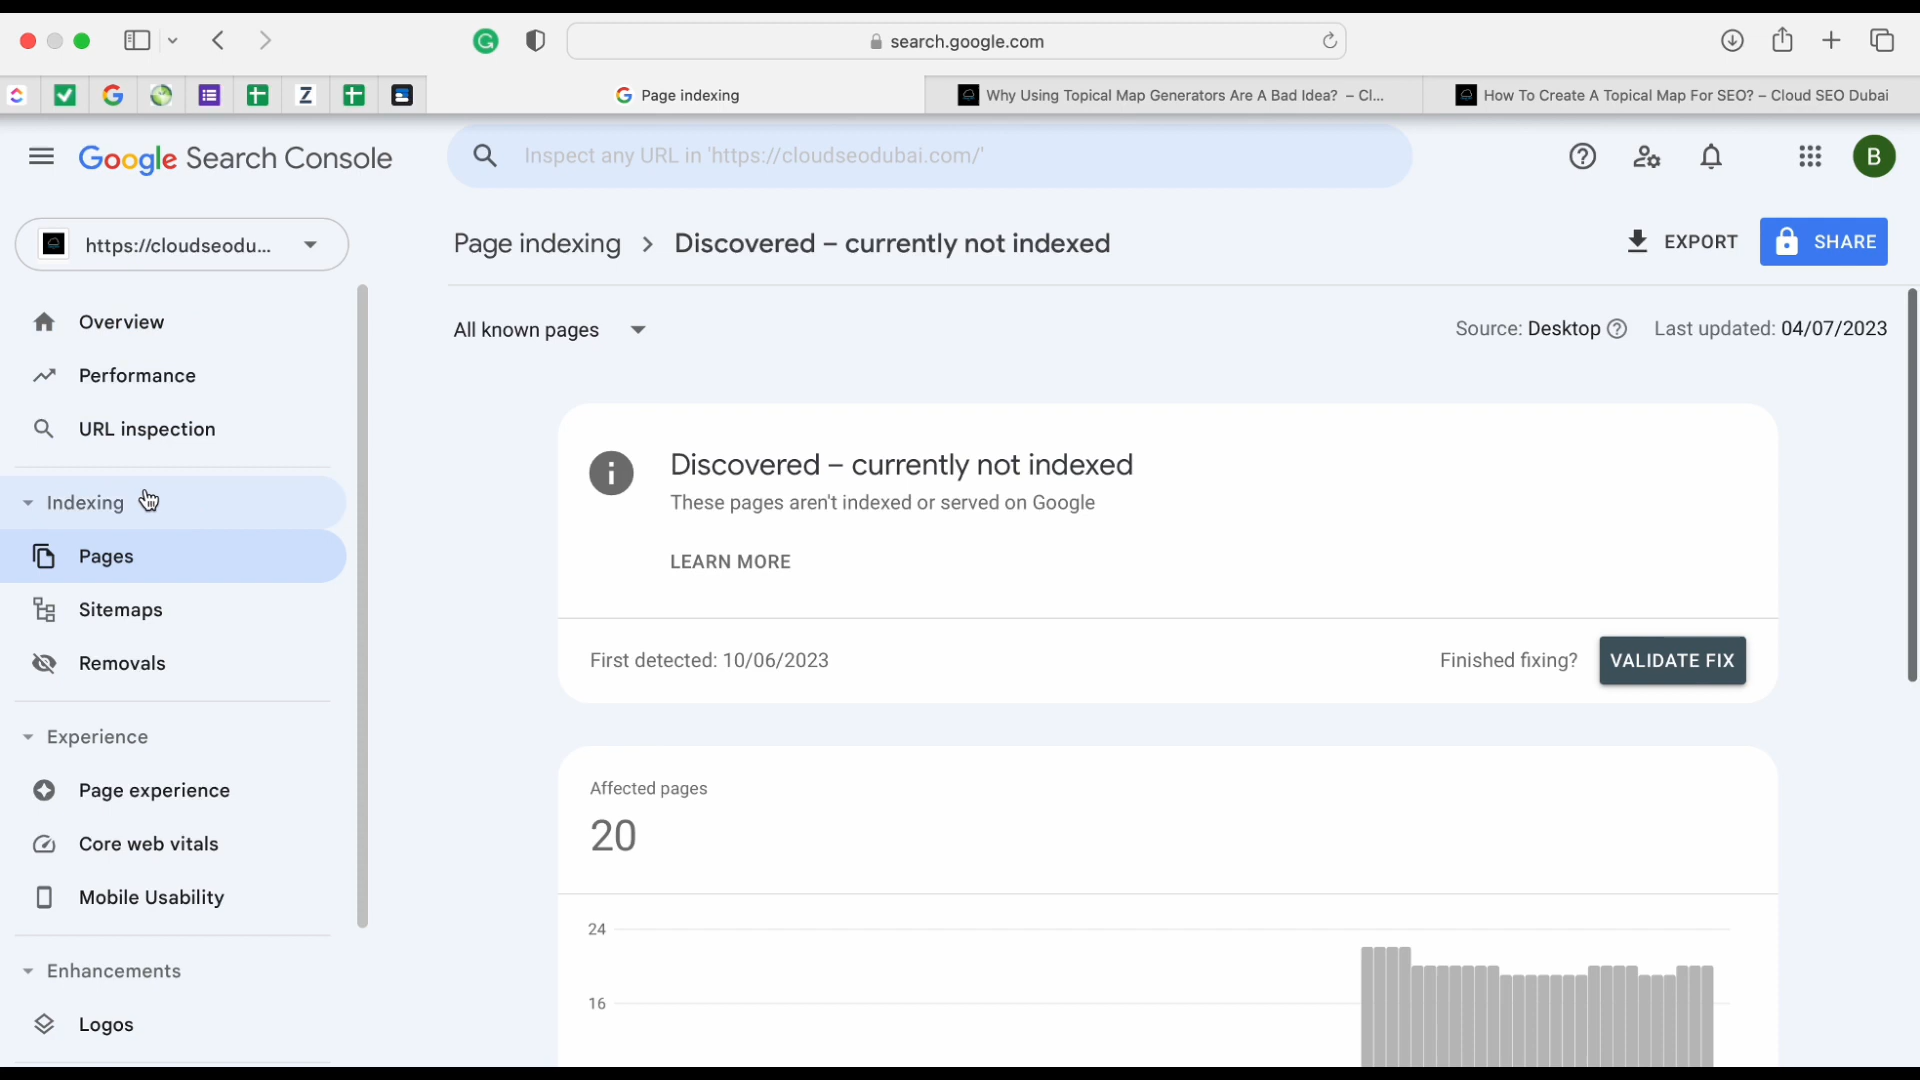 search.google.com
Page indexing
Why Using Topical Map Generators Are A Bad Idea? – Cl...
How To Create A Topical Map For SEO? – Cloud SEO Dubai
Google Search Console
Inspect any URL in 'https://cloudseodubai.com/'
B
https://cloudseodu...
Page indexing > Discovered – currently not indexed
EXPORT
SHARE
Overview
Performance
URL inspection
Indexing
Pages
Sitemaps
Removals
Experience
Page experience
Core web vitals
Mobile Usability
Enhancements
Logos
All known pages
Source: Desktop
Last updated: 04/07/2023
Discovered – currently not indexed
These pages aren't indexed or served on Google
LEARN MORE
First detected: 10/06/2023
Finished fixing?
VALIDATE FIX
Affected pages
20
24
16